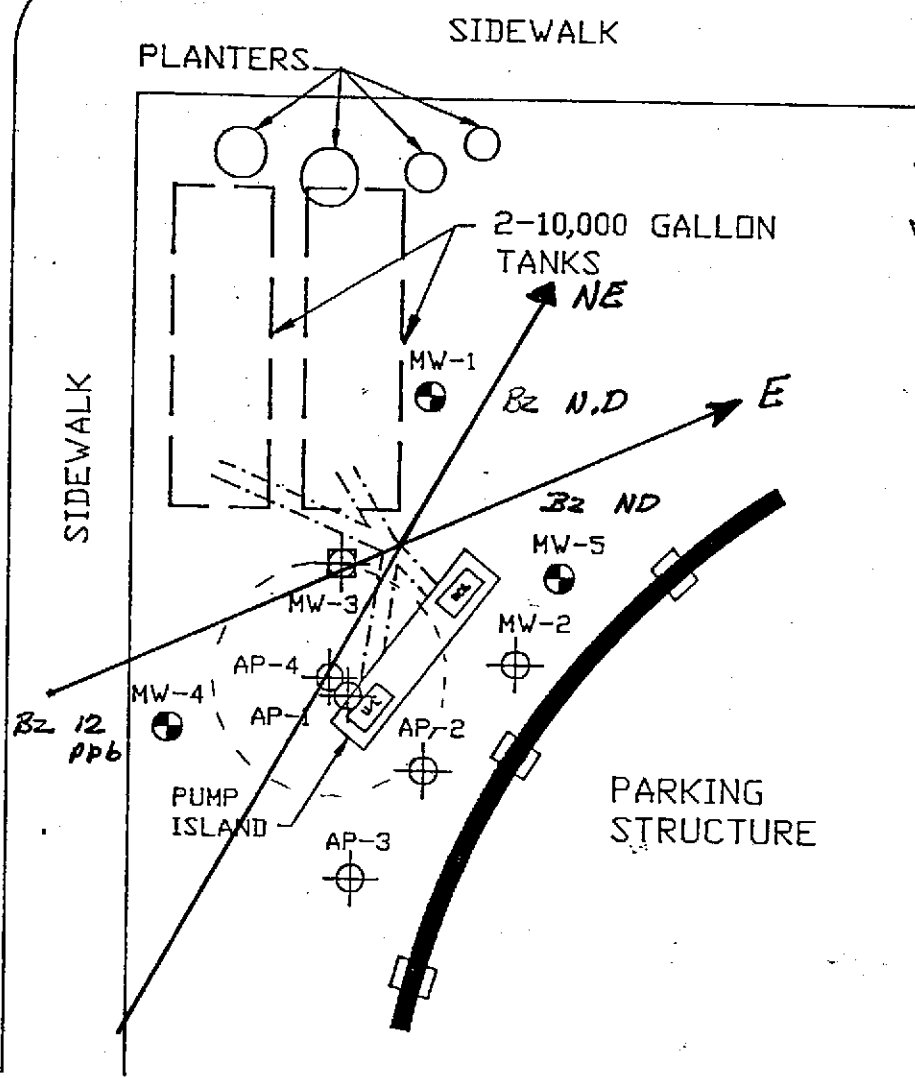 SIDEWALK
PLANTERS
2-10,000 GALLON
TANKS
NE
MW-1
Bz N.D
E
SIDEWALK
Bz ND
MW-5
MW-3
MW-2
AP-4
MW-4
AP-1
Bz 12
ppb
AP-2
PUMP
ISLAND
PARKING
STRUCTURE
AP-3